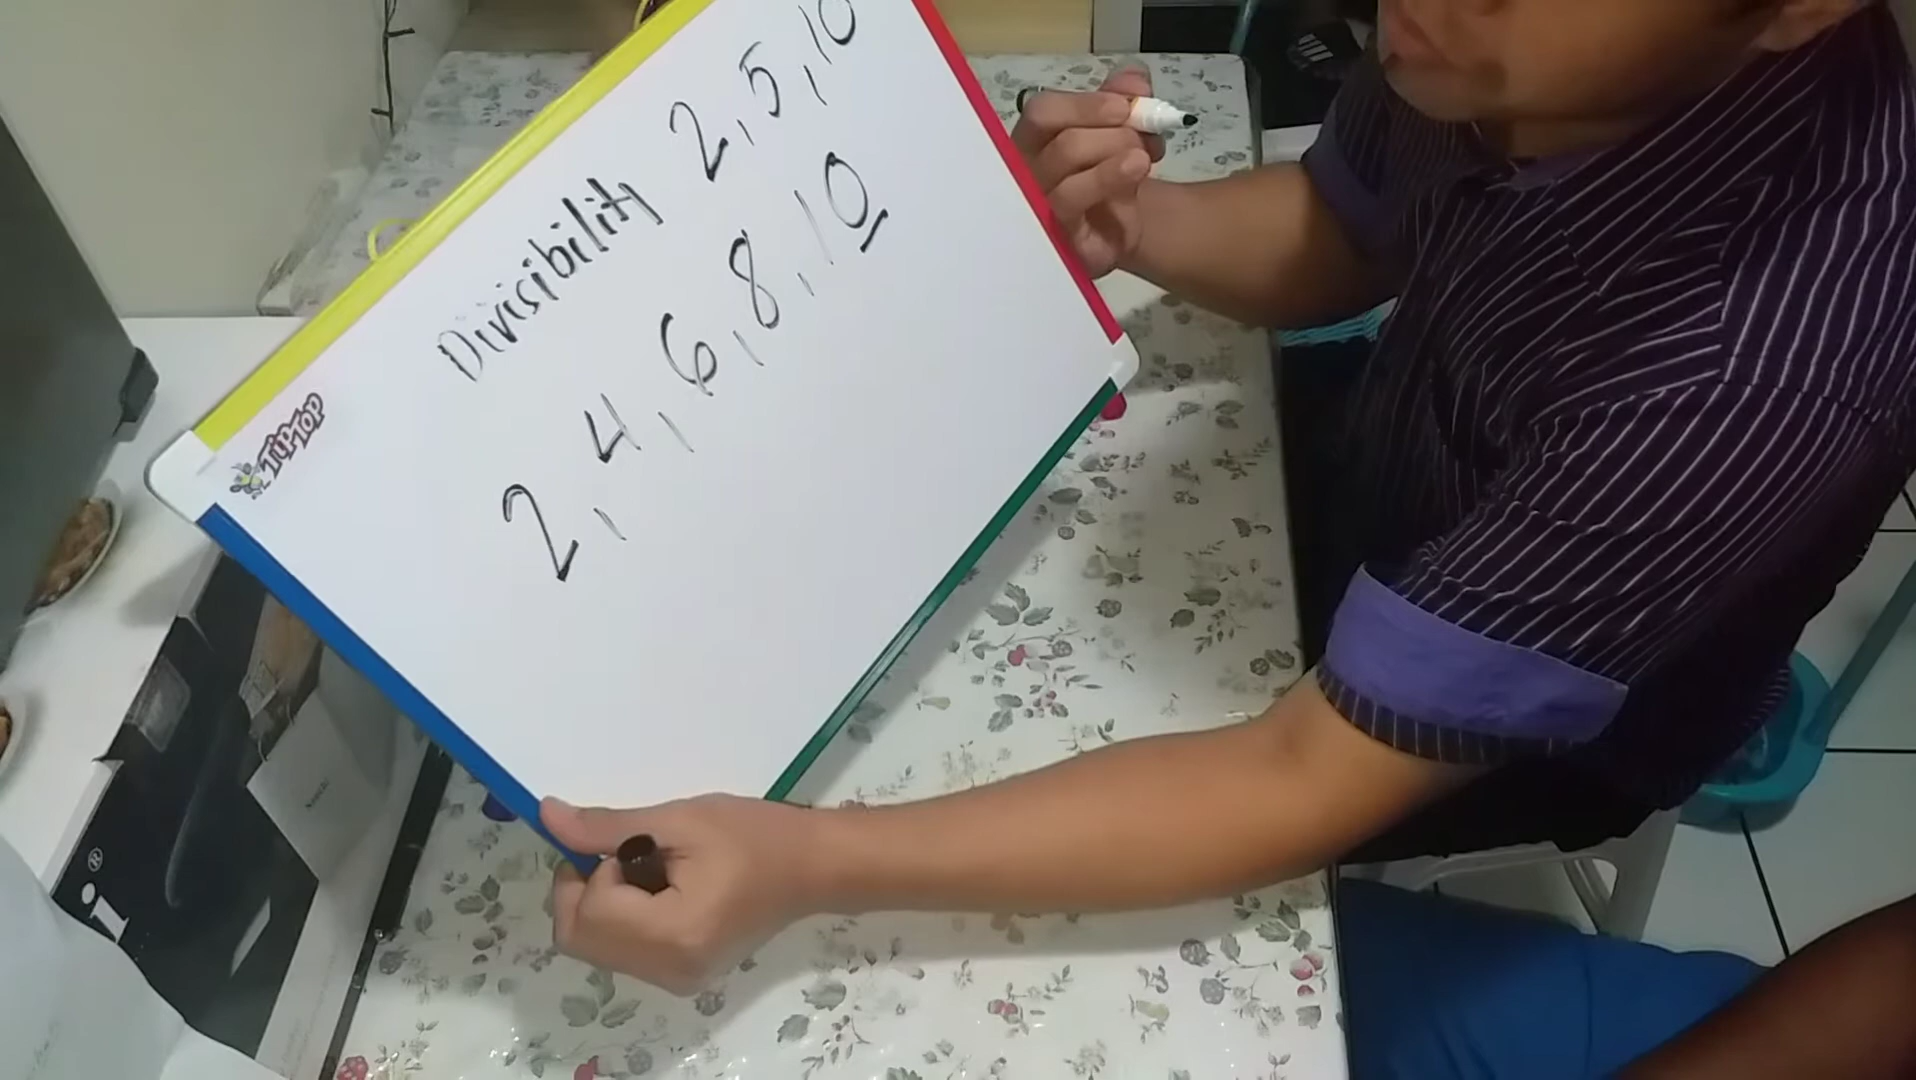 Divisibility 2, 5, 10
2, 4, 6, 8, 10
TipTop
i®